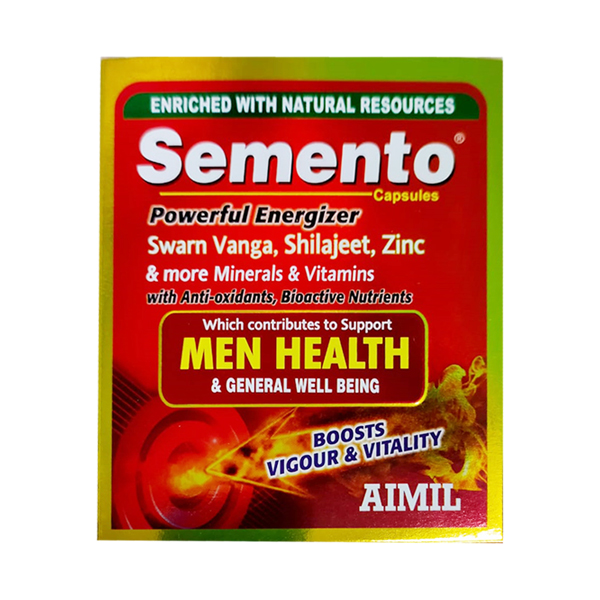 ENRICHED WITH NATURAL RESOURCES
Semento®
Capsules
Powerful Energizer
Swarn Vanga, Shilajeet, Zinc
& more Minerals & Vitamins
with Anti-oxidants, Bioactive Nutrients
Which contributes to Support
MEN HEALTH
& GENERAL WELL BEING
BOOSTS
VIGOUR & VITALITY
AIMIL